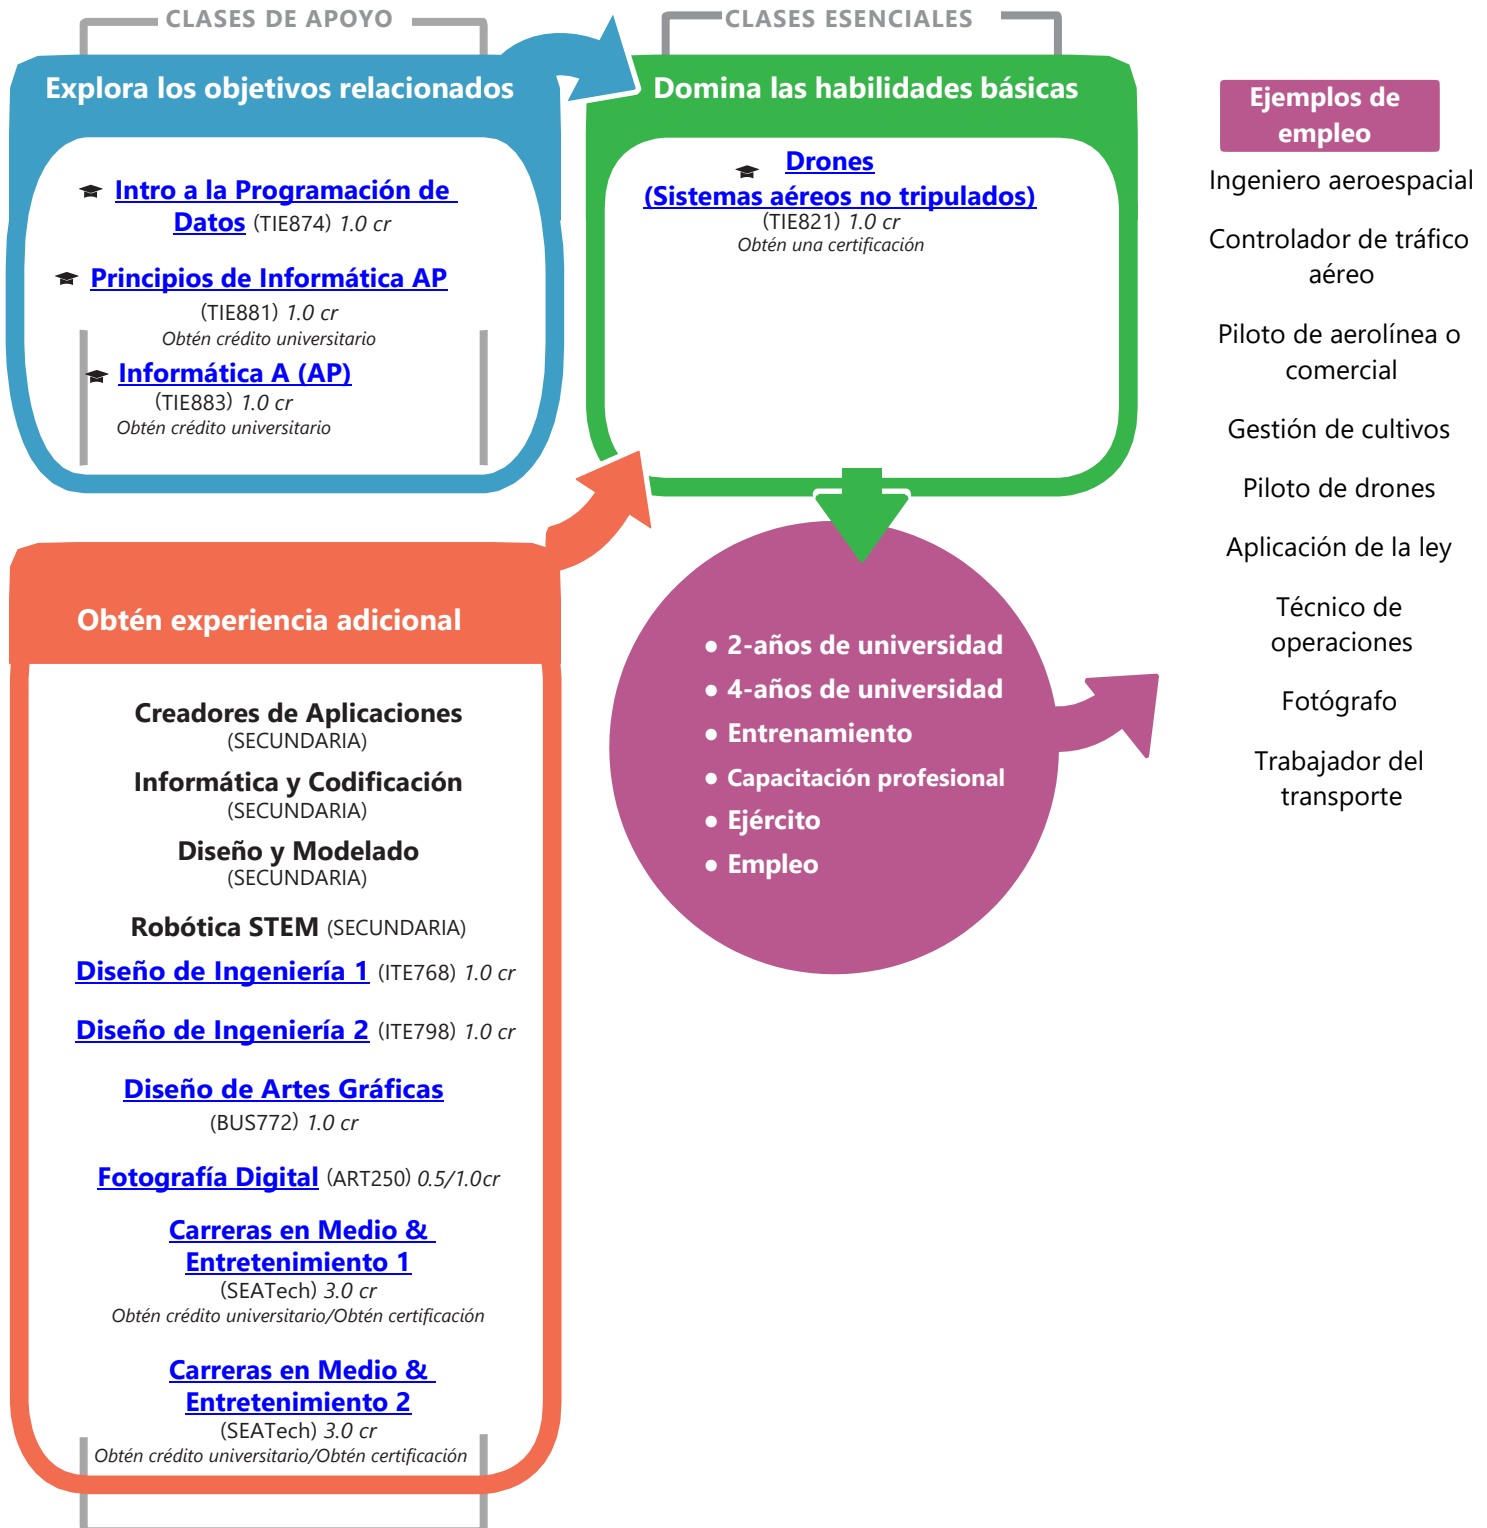 CLASES DE APOYO
Explora los objetivos relacionados
Intro a la Programación de
Datos (TIE874) 1.0 cr
Principios de Informática AP
(TIE881) 1.0 cr
Obtén crédito universitario
Informática A (AP)
(TIE883) 1.0 cr
Obtén crédito universitario
CLASES ESENCIALES
Domina las habilidades básicas
Drones
(Sistemas aéreos no tripulados)
(TIE821) 1.0 cr
Obtén una certificación
Obtén experiencia adicional
Creadores de Aplicaciones
(SECUNDARIA)
Informática y Codificación
(SECUNDARIA)
Diseño y Modelado
(SECUNDARIA)
Robótica STEM (SECUNDARIA)
Diseño de Ingeniería 1 (ITE768) 1.0 cr
Diseño de Ingeniería 2 (ITE798) 1.0 cr
Diseño de Artes Gráficas
(BUS772) 1.0 cr
Fotografía Digital (ART250) 0.5/1.0cr
Carreras en Medio &
Entretenimiento 1
(SEATech) 3.0 cr
Obtén crédito universitario/Obtén certificación
Carreras en Medio &
Entretenimiento 2
(SEATech) 3.0 cr
Obtén crédito universitario/Obtén certificación
● 2-años de universidad
● 4-años de universidad
● Entrenamiento
● Capacitación profesional
● Ejército
● Empleo
Ejemplos de
empleo
Ingeniero aeroespacial
Controlador de tráfico
aéreo
Piloto de aerolínea o
comercial
Gestión de cultivos
Piloto de drones
Aplicación de la ley
Técnico de
operaciones
Fotógrafo
Trabajador del
transporte